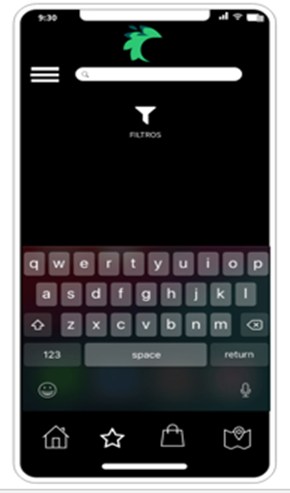 9:30
FILTROS
q w e r t y u i o p
a s d f g h j k l
z x c v b n m
123 space return